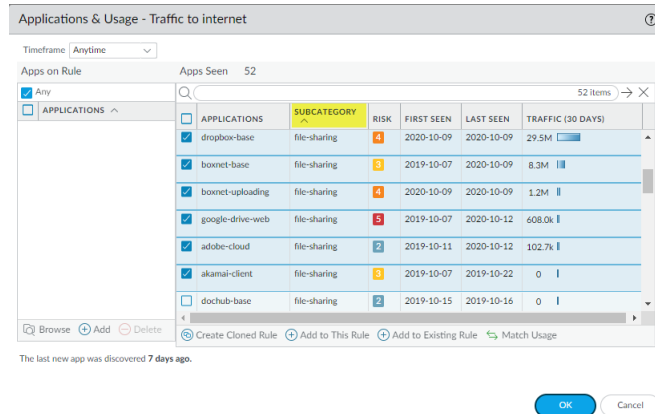 Applications & Usage - Traffic to internet
Timeframe Anytime
Apps on Rule
Apps Seen 52
Any
APPLICATIONS
52 items
APPLICATIONS SUBCATEGORY RISK FIRST SEEN LAST SEEN TRAFFIC (30 DAYS)
dropbox-base file-sharing 4 2020-10-09 2020-10-09 29.5M
boxnet-base file-sharing 3 2019-10-07 2020-10-09 8.3M
boxnet-uploading file-sharing 4 2020-10-09 2020-10-09 1.2M
google-drive-web file-sharing 5 2019-10-07 2020-10-12 608.0k
adobe-cloud file-sharing 2 2019-10-11 2020-10-12 102.7k
akamai-client file-sharing 3 2019-10-07 2019-10-22 0
dochub-base file-sharing 2 2019-10-15 2019-10-16 0
Browse Add Delete
Create Cloned Rule Add to This Rule Add to Existing Rule Match Usage
The last new app was discovered 7 days ago.
OK Cancel